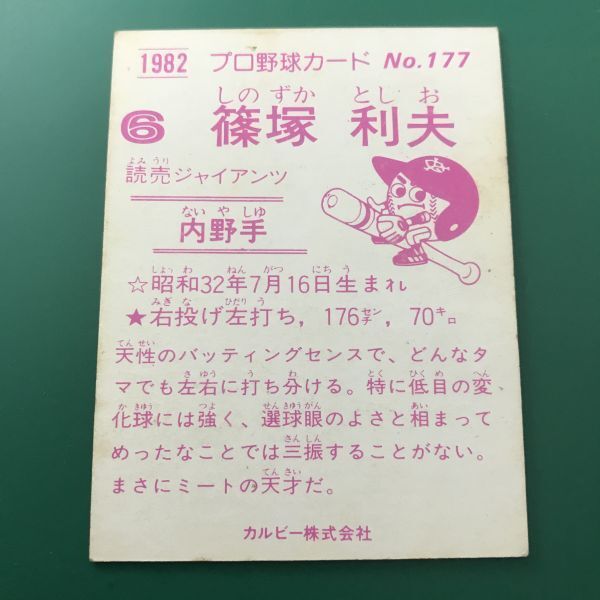 1982 プロ野球カード No.177
しの ずか とし お
6 篠塚 利夫
よみ うり
読売ジャイアンツ
ない や しゆ
内野手
しょう わ ねん がつ にち う
☆昭和32年7月16日生まれ
みぎ な ひだり う
★右投げ左打ち，176センチ，70キロ
てん せい
天性のバッティングセンスで、どんなタ
さ ゆう う わ とく ひく め へん
マでも左右に打ち分ける。特に低目の変
か きゆう つよ せん きゆう がん あい
化球には強く、選球眼のよさと相まって
さん しん
めったなことでは三振することがない。
てん さい
まさにミートの天才だ。
カルビー株式会社